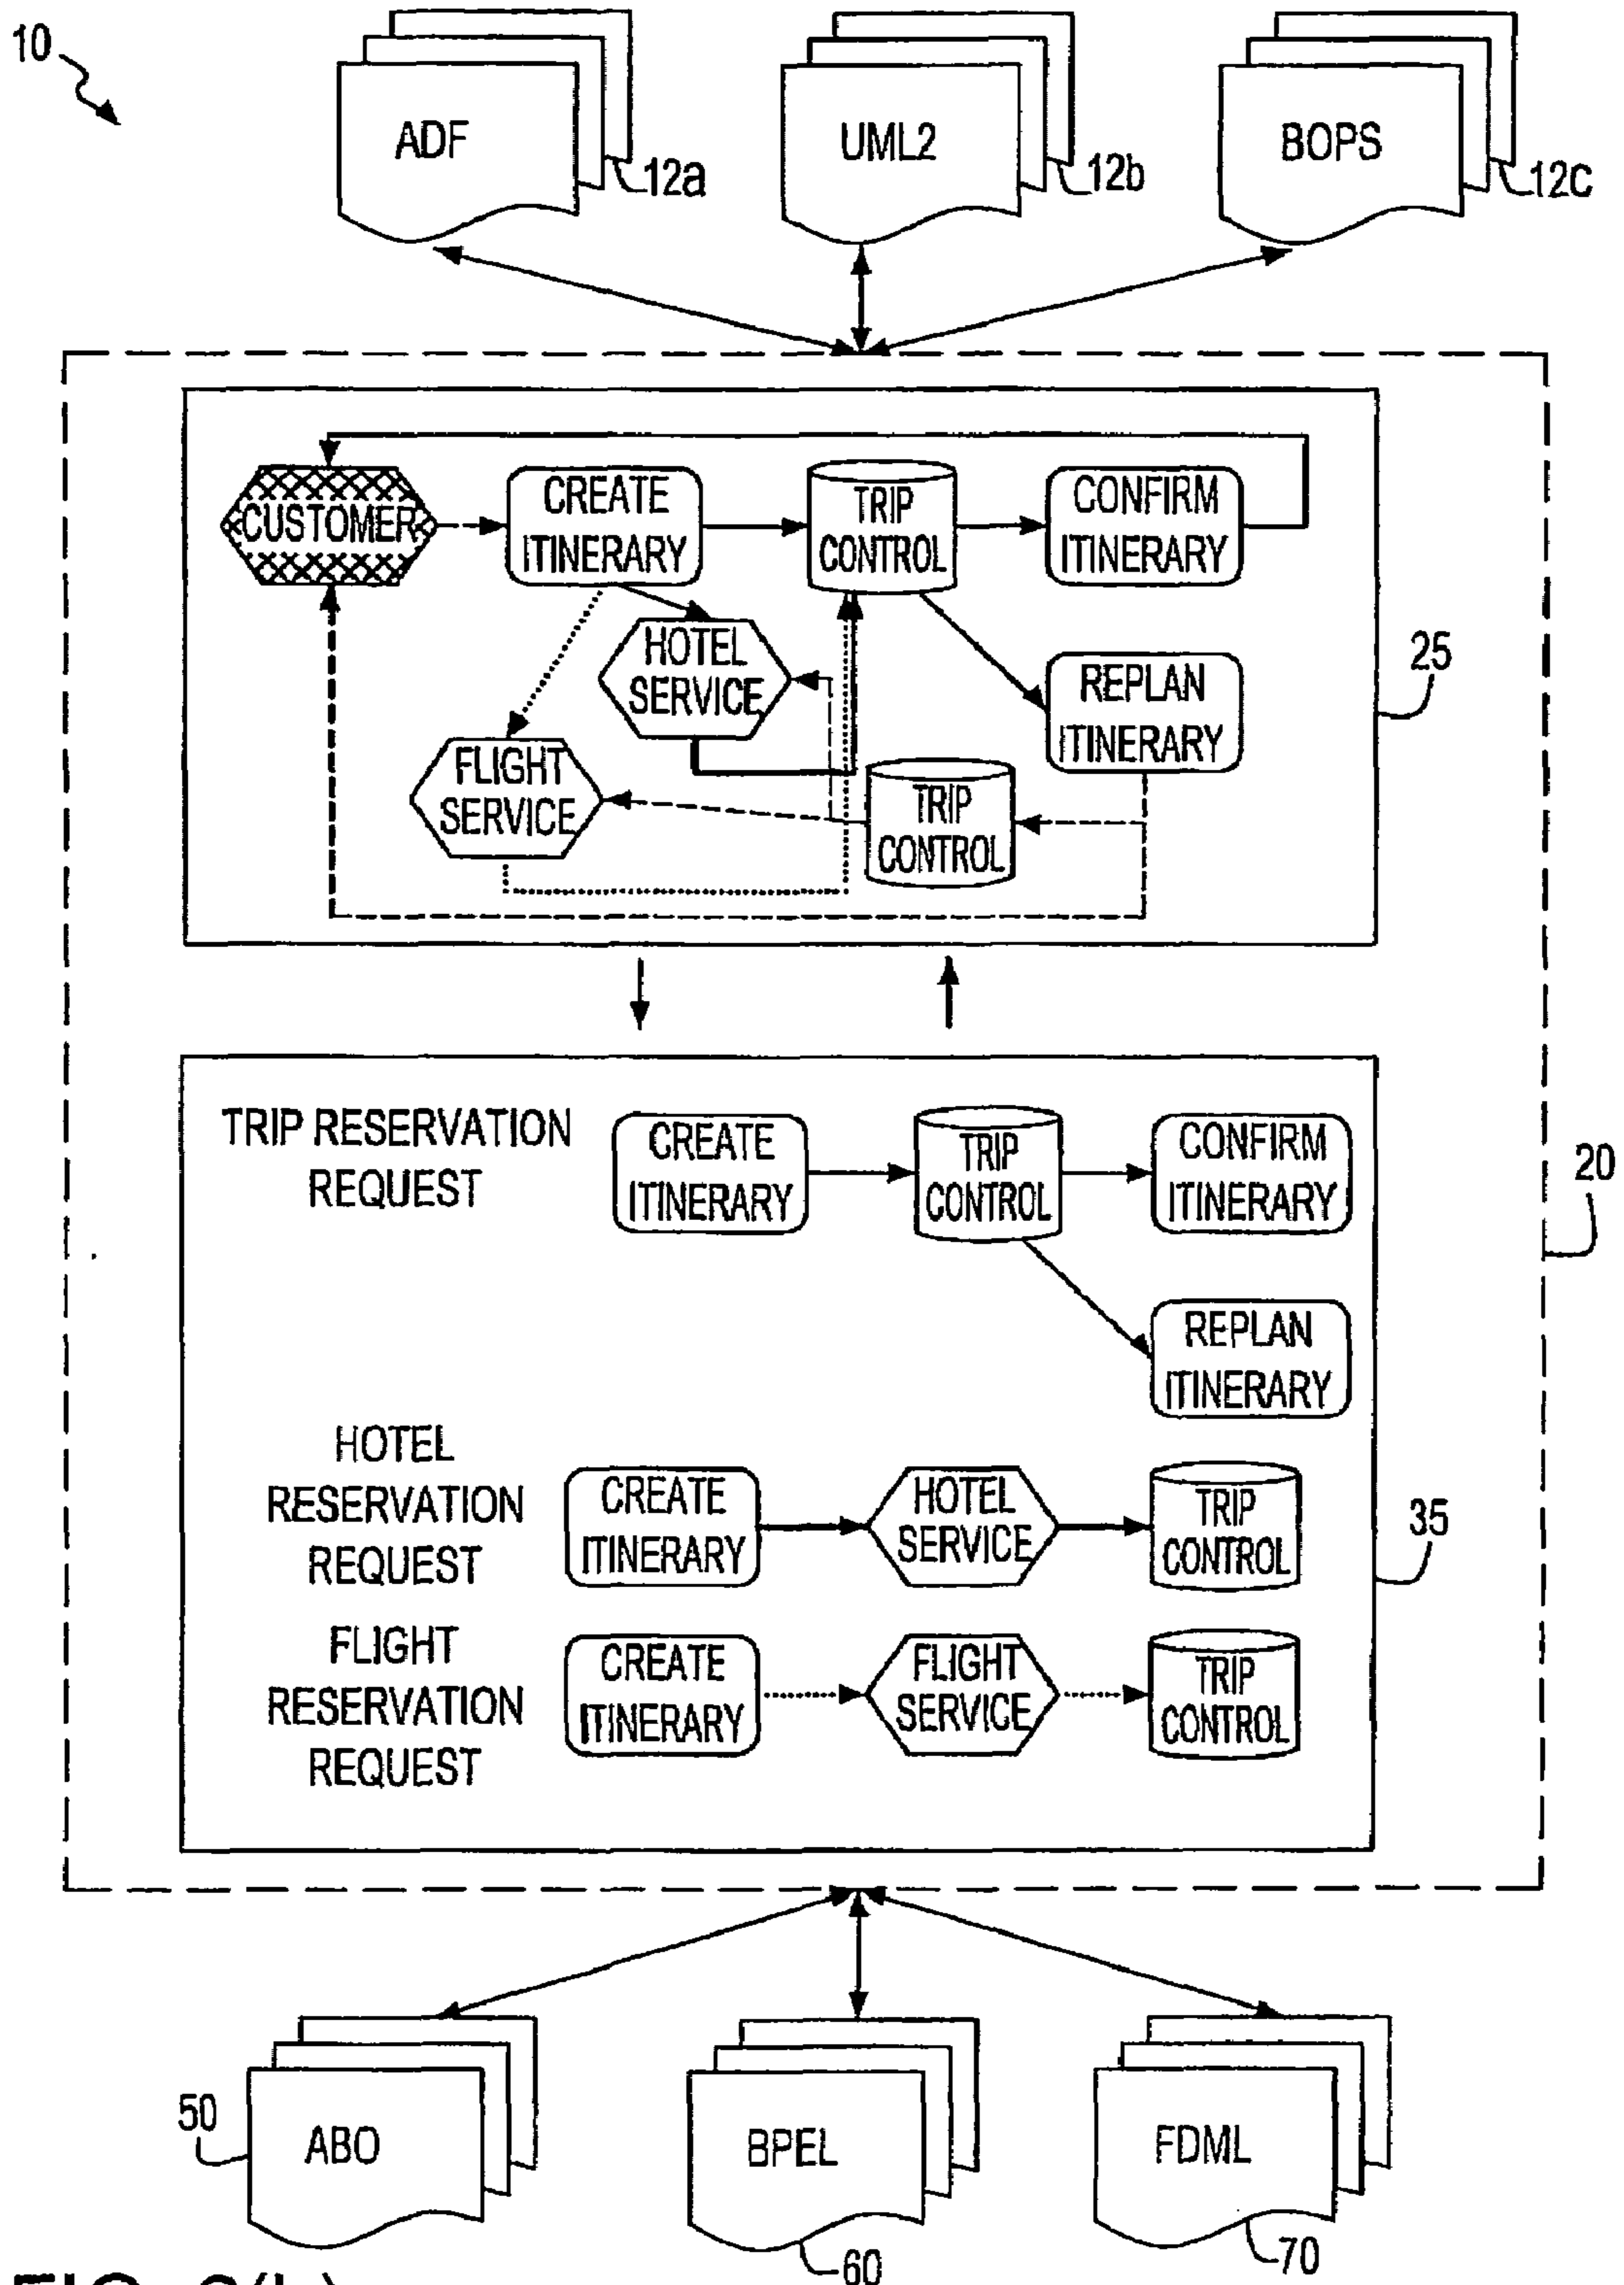 10
ADF
12a
UML2
12b
BOPS
12c
CUSTOMER
CREATE
ITINERARY
TRIP
CONTROL
CONFIRM
ITINERARY
HOTEL
SERVICE
REPLAN
ITINERARY
25
FLIGHT
SERVICE
TRIP
CONTROL
TRIP RESERVATION
REQUEST
CREATE
ITINERARY
TRIP
CONTROL
CONFIRM
ITINERARY
20
REPLAN
ITINERARY
HOTEL
RESERVATION
REQUEST
CREATE
ITINERARY
HOTEL
SERVICE
TRIP
CONTROL
35
FLIGHT
RESERVATION
REQUEST
CREATE
ITINERARY
FLIGHT
SERVICE
TRIP
CONTROL
50
ABO
BPEL
60
FDML
70